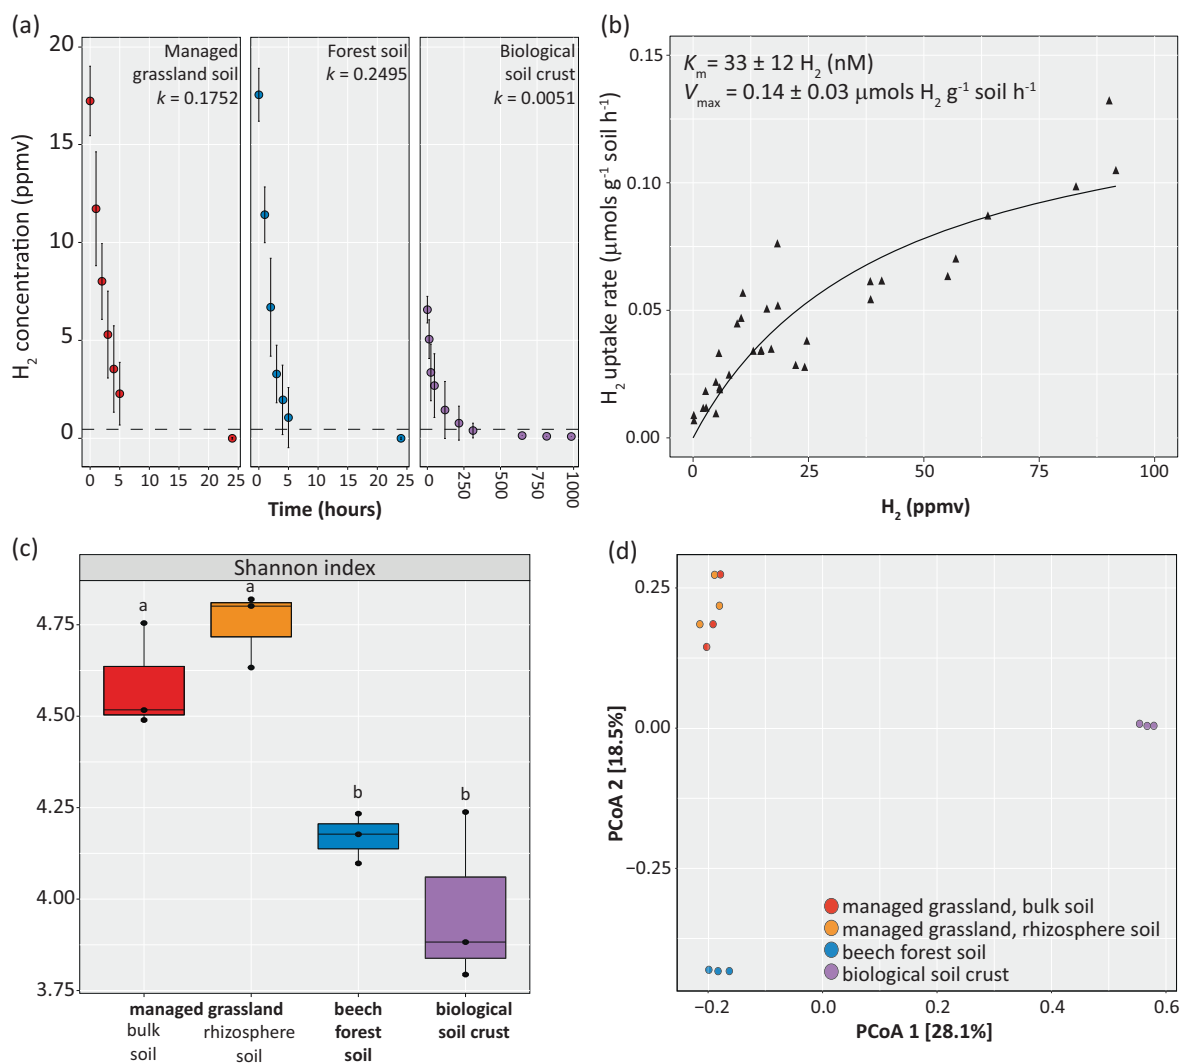 (a)
20
15
10
5
0
H2 concentration (ppmv)
Managed
grassland soil
k = 0.1752
Forest soil
k = 0.2495
Biological
soil crust
k = 0.0051
0 5 10 15 20 25
0 5 10 15 20 25
0 250 500 750 1000
Time (hours)
(b)
0.15
0.10
0.05
0.00
H2 uptake rate (μmols g-1 soil h-1)
Km = 33 ± 12 H2 (nM)
Vmax = 0.14 ± 0.03 μmols H2 g-1 soil h-1
0 25 50 75 100
H2 (ppmv)
(c)
Shannon index
4.75
4.50
4.25
4.00
3.75
a
a
b
b
managed grassland
bulk
soil
rhizosphere
soil
beech
forest
soil
biological
soil crust
(d)
0.25
0.00
−0.25
PCoA 2 [18.5%]
managed grassland, bulk soil
managed grassland, rhizosphere soil
beech forest soil
biological soil crust
−0.2 0.0 0.2 0.4 0.6
PCoA 1 [28.1%]